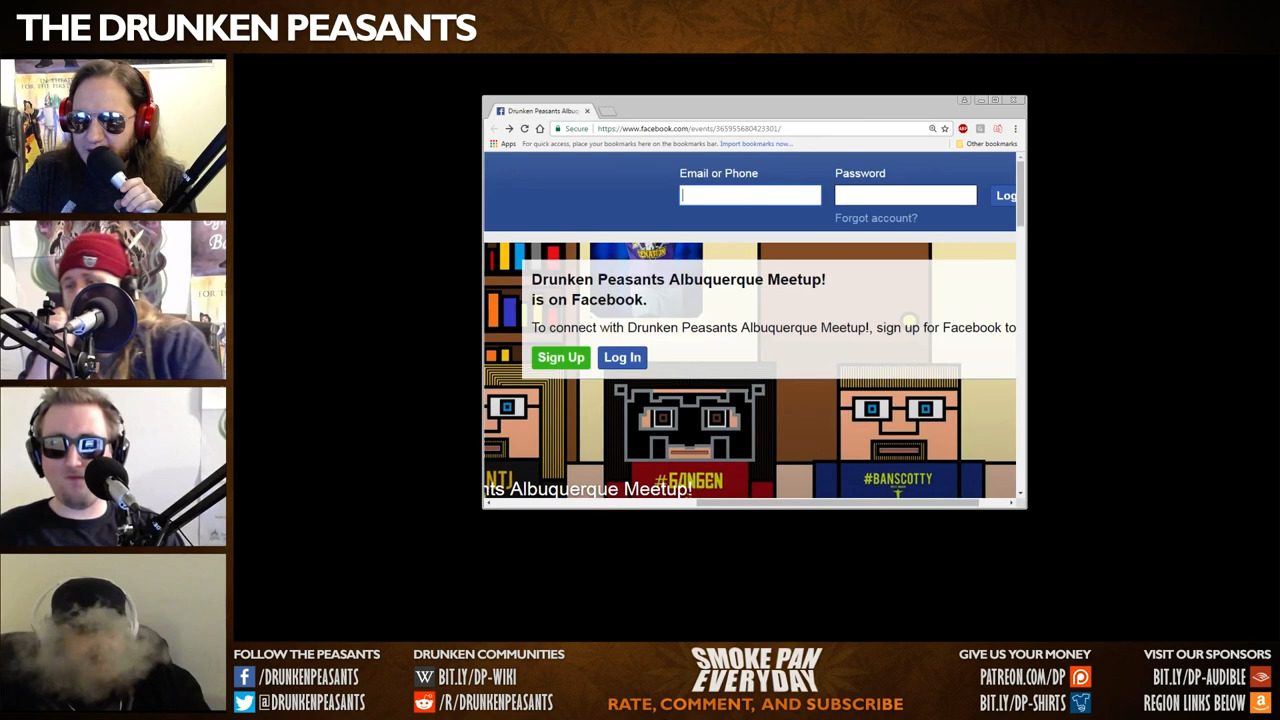 THE DRUNKEN PEASANTS
Drunken Peasants Albuq
Secure
https://www.facebook.com/events/365955680423301/
Apps
For quick access, place your bookmarks here on the bookmarks bar. Import bookmarks now...
Other bookmarks
Email or Phone
Password
Log
Forgot account?
Drunken Peasants Albuquerque Meetup!
is on Facebook.
To connect with Drunken Peasants Albuquerque Meetup!, sign up for Facebook to
Sign Up
Log In
NTJ
#BANSCOTTY
nts Albuquerque Meetup!
FOLLOW THE PEASANTS
/DRUNKENPEASANTS
@DRUNKENPEASANTS
DRUNKEN COMMUNITIES
W BIT.LY/DP-WIKI
/R/DRUNKENPEASANTS
SMOKE PAN
EVERYDAY
RATE, COMMENT, AND SUBSCRIBE
GIVE US YOUR MONEY
PATREON.COM/DP
BIT.LY/DP-SHIRTS
VISIT OUR SPONSORS
BIT.LY/DP-AUDIBLE
REGION LINKS BELOW